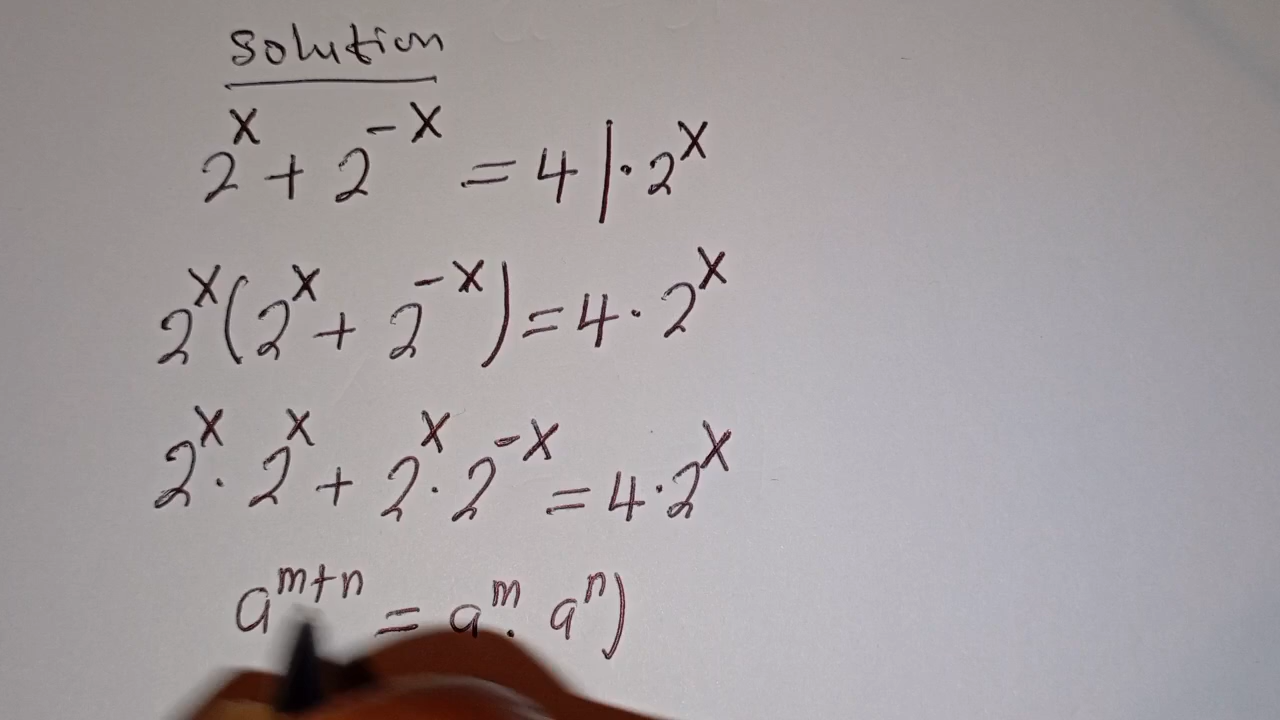 solution
2^x + 2^-x = 4 | · 2^x
2^x (2^x + 2^-x) = 4 · 2^x
2^x · 2^x + 2^x · 2^-x = 4 · 2^x
a^m+n = a^m · a^n)